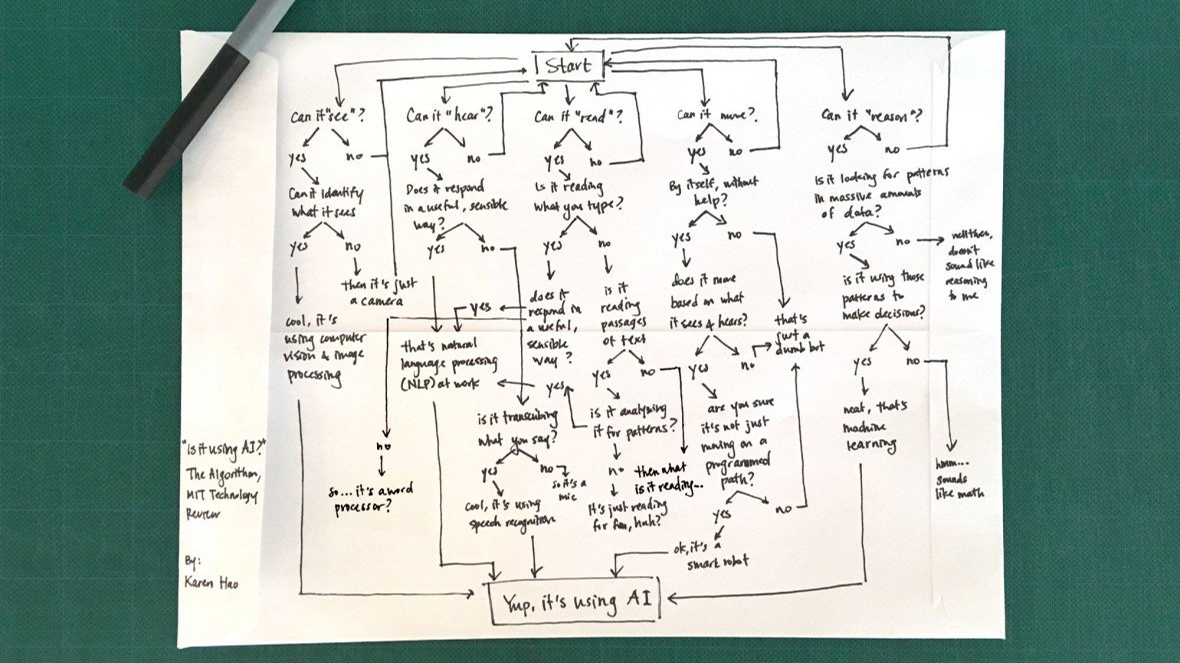 Start
Can it "see"?
yes
no
Can it identify
what it sees
yes
no
then it's just
a camera
cool, it's
using computer
vision & image
processing
Can it "hear"?
yes
no
Does it respond
in a useful, sensible
way?
yes
no
that's natural
language processing
(NLP) at work
is it transcribing
what you say?
yes
no
so it's a
mic
Cool, it's using
speech recognition
Can it "read"?
yes
no
Is it reading
what you type?
yes
no
does it
respond in
a useful,
sensible
way?
yes
no
so...it's a word
processor?
is it
reading
passages
of text
yes
no
then what
is it reading...
is it analyzing
it for patterns?
yes
no
It's just reading
for fun, huh?
Can it move?
yes
no
By itself, without
help?
yes
no
does it move
based on what
it sees & hears?
yes
no
that's
just a
dumb bot
are you sure
it's not just
running on a
programmed
path?
yes
no
ok, it's a
smart robot
Can it "reason"?
yes
no
Is it looking for patterns
in massive amounts
of data?
yes
no
well then,
doesn't
sound like
reasoning
to me
is it using those
patterns to
make decisions?
yes
no
neat, that's
machine
learning
hmm...
sounds
like math
Yup, it's using AI
"Is it using AI?"
The Algorithm,
MIT Technology
Review
By:
Karen Hao